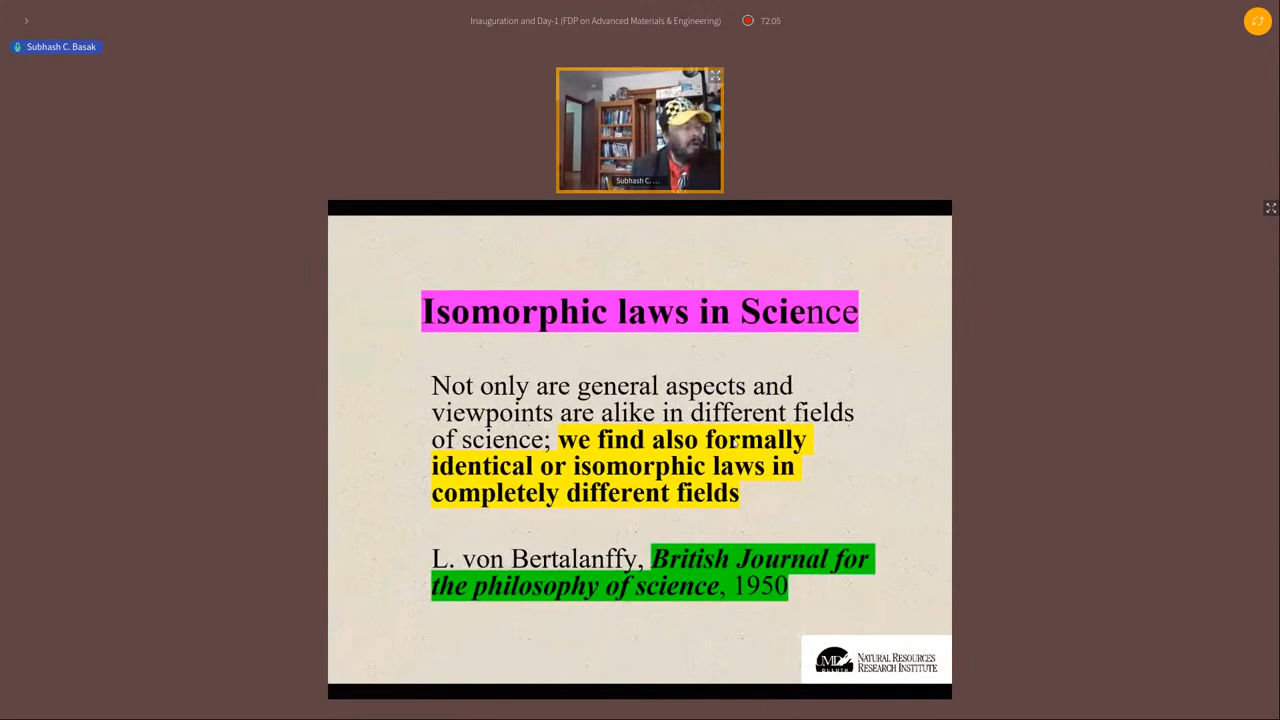 Inauguration and Day-1 (FDP on Advanced Materials & Engineering) 72:05
Subhash C. Basak
Subhash C. ...
Isomorphic laws in Science
Not only are general aspects and
viewpoints are alike in different fields
of science; we find also formally
identical or isomorphic laws in
completely different fields
L. von Bertalanffy, British Journal for
the philosophy of science, 1950
UMD
DULUTH
NATURAL RESOURCES
RESEARCH INSTITUTE